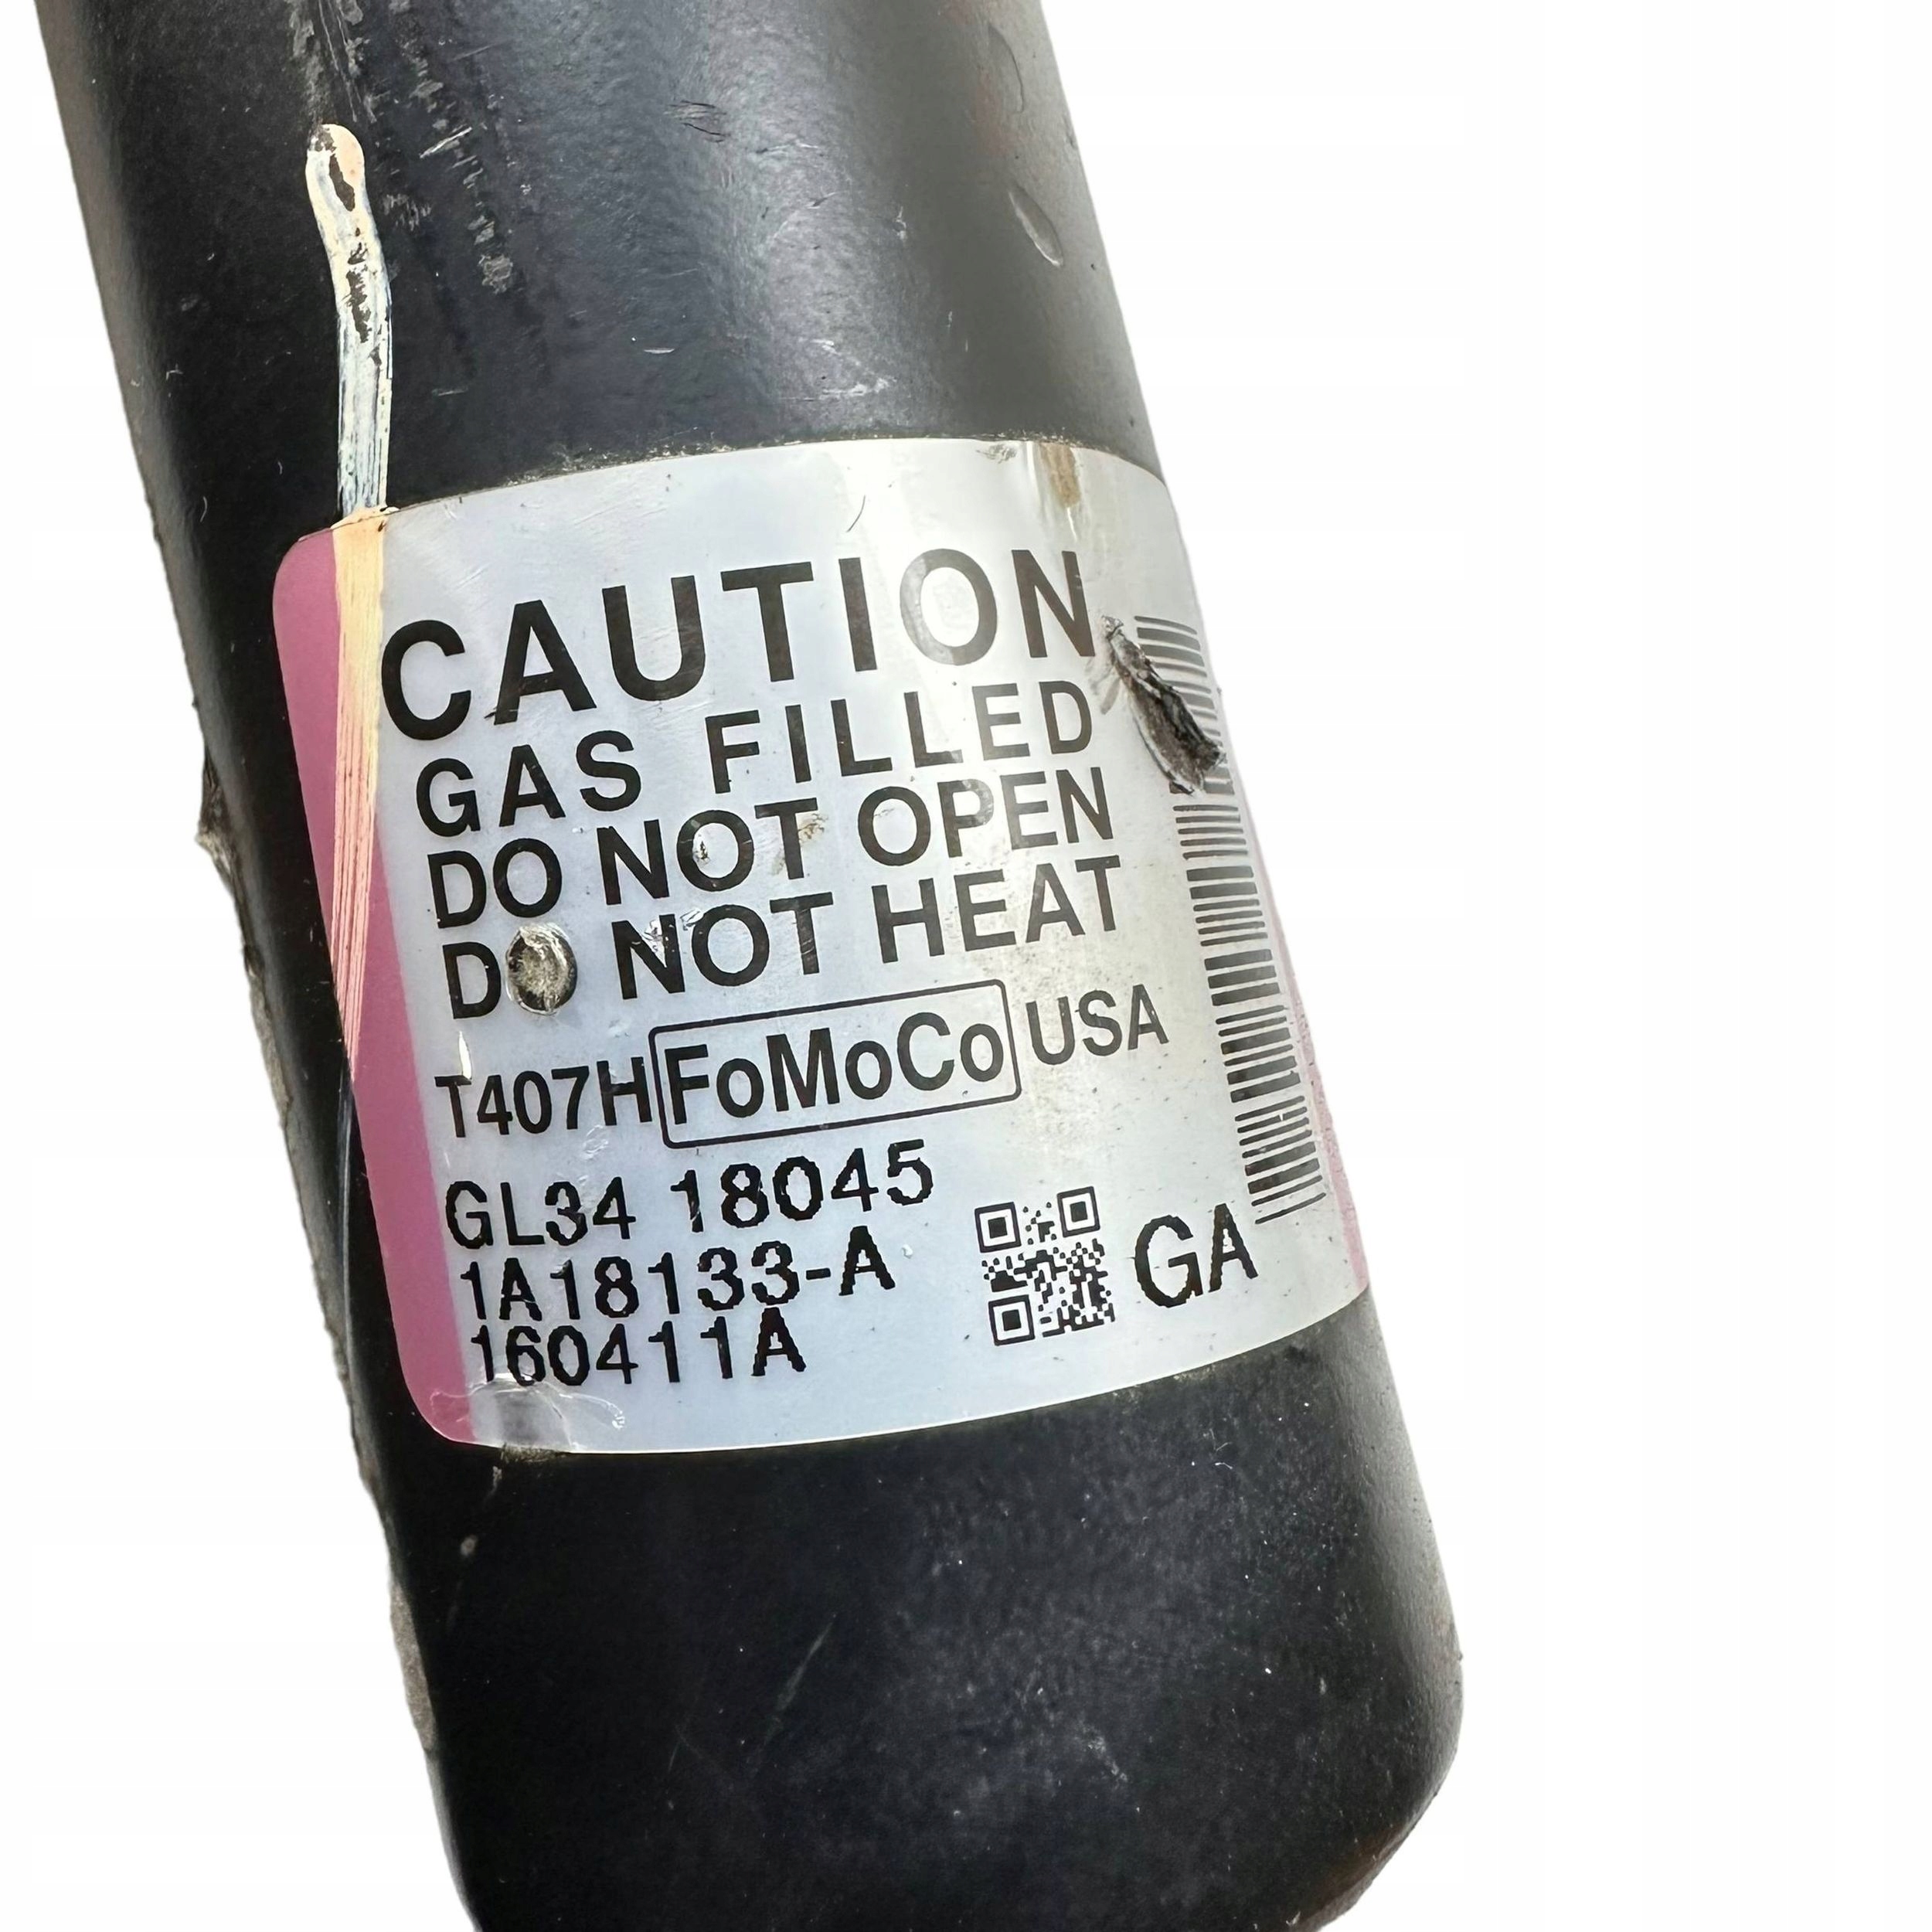 CAUTION
GAS FILLED
DO NOT OPEN
DO NOT HEAT
T407H FoMoCo USA
GL34 18045
1A18133-A
160411A
GA